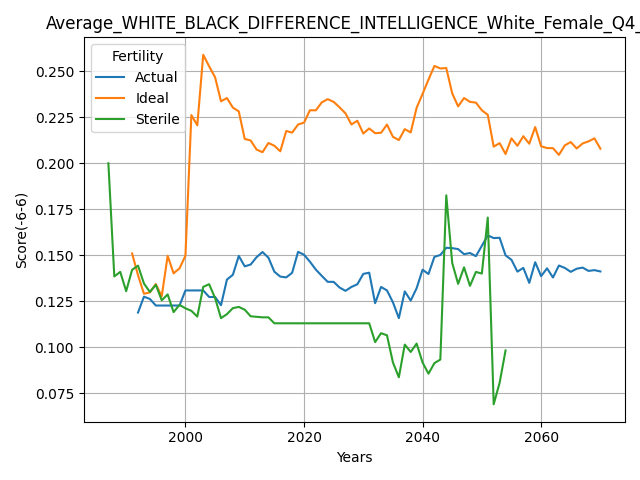 Average_WHITE_BLACK_DIFFERENCE_INTELLIGENCE_White_Female_Q4_
Fertility
Actual
Ideal
Sterile
0.250
0.225
0.200
0.175
0.150
0.125
0.100
0.075
Score(-6-6)
2000 2020 2040 2060
Years